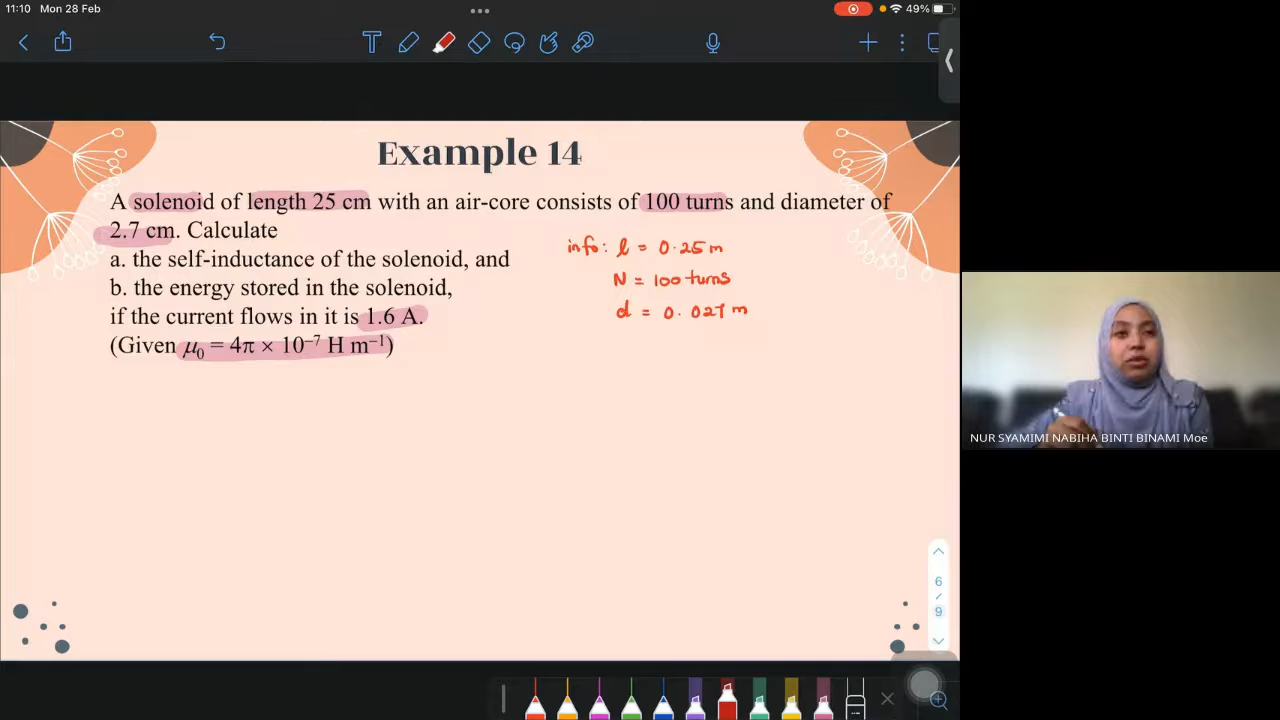 11:10 Mon 28 Feb
49%
Example 14
A solenoid of length 25 cm with an air-core consists of 100 turns and diameter of
2.7 cm. Calculate
a. the self-inductance of the solenoid, and
b. the energy stored in the solenoid,
if the current flows in it is 1.6 A.
(Given μ₀ = 4π × 10⁻⁷ H m⁻¹)
info: l = 0.25 m
N = 100 turns
d = 0.027 m
6
/
9
NUR SYAMIMI NABIHA BINTI BINAMI Moe